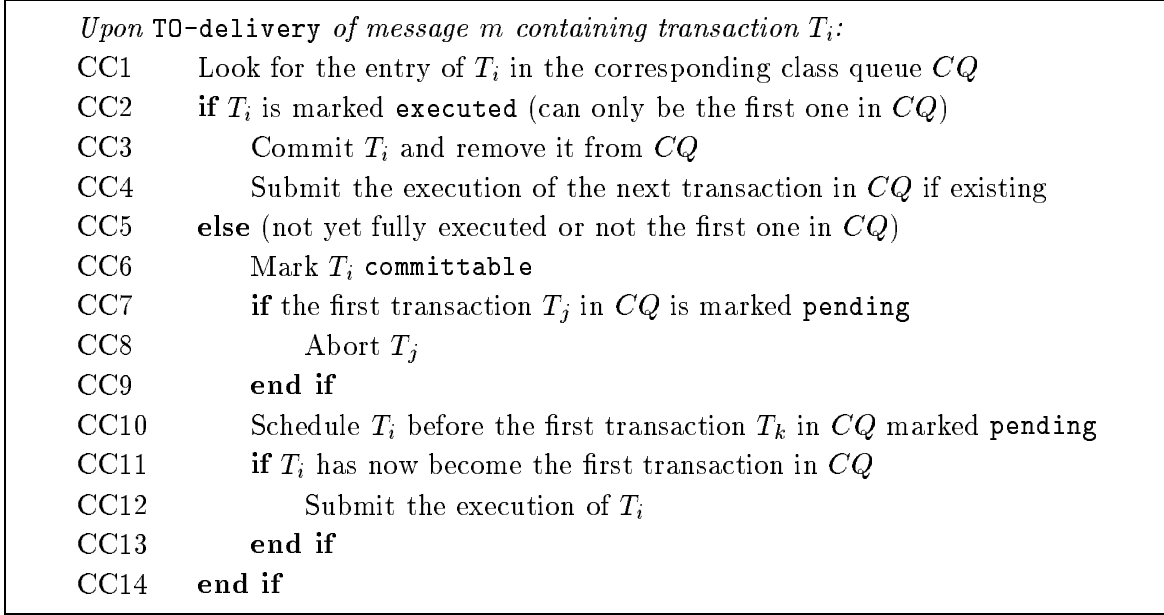 Upon TO-delivery of message m containing transaction Ti:
CC1 Look for the entry of Ti in the corresponding class queue CQ
CC2 if Ti is marked executed (can only be the first one in CQ)
CC3 Commit Ti and remove it from CQ
CC4 Submit the execution of the next transaction in CQ if existing
CC5 else (not yet fully executed or not the first one in CQ)
CC6 Mark Ti committable
CC7 if the first transaction Tj in CQ is marked pending
CC8 Abort Tj
CC9 end if
CC10 Schedule Ti before the first transaction Tk in CQ marked pending
CC11 if Ti has now become the first transaction in CQ
CC12 Submit the execution of Ti
CC13 end if
CC14 end if